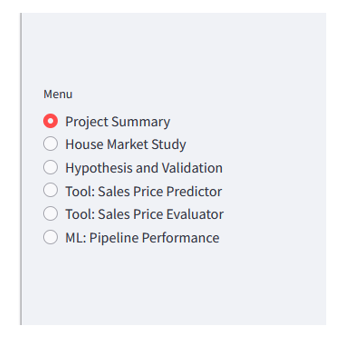 Menu
Project Summary
House Market Study
Hypothesis and Validation
Tool: Sales Price Predictor
Tool: Sales Price Evaluator
ML: Pipeline Performance